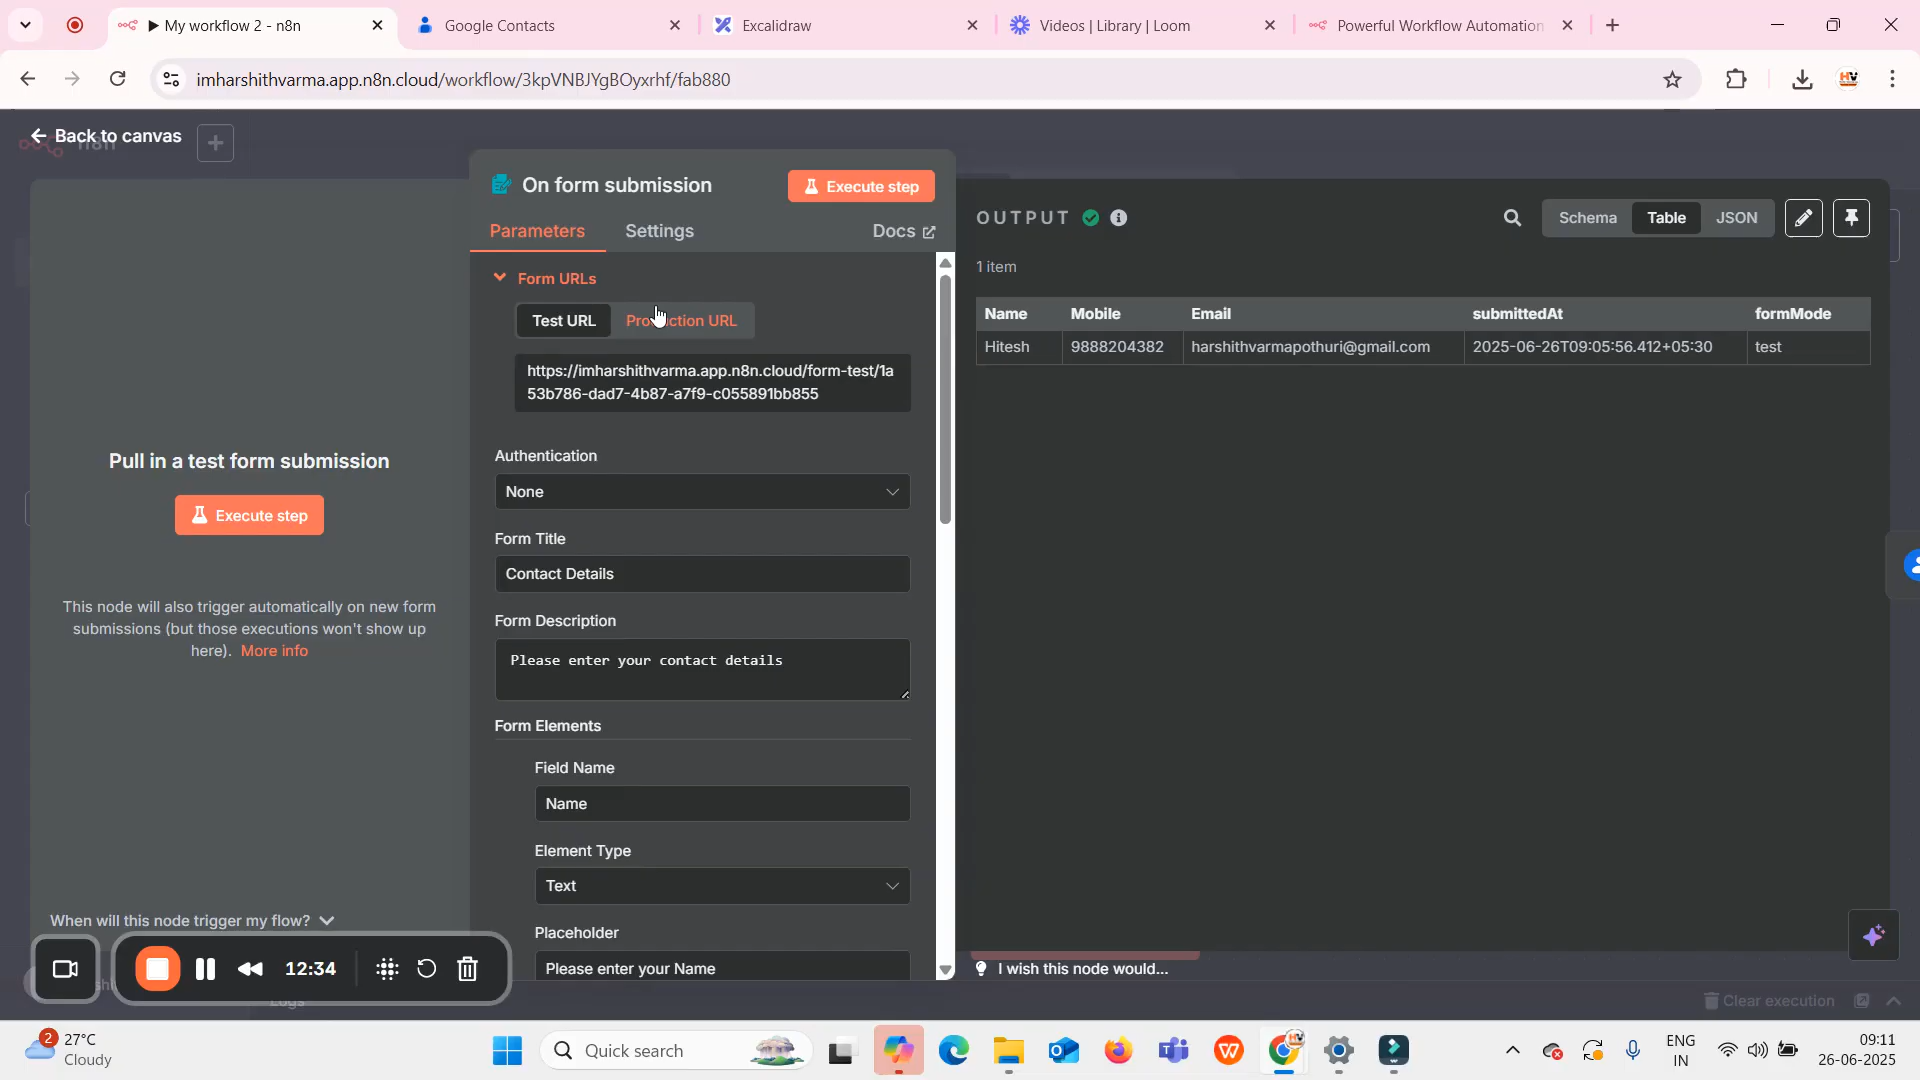 My workflow 2 - n8n
Google Contacts
Excalidraw
Videos | Library | Loom
Powerful Workflow Automation
imharshithvarma.app.n8n.cloud/workflow/3kpVNBJYgBOyxrhf/fab880
Back to canvas
On form submission
Execute step
Parameters
Settings
Docs
Form URLs
Test URL
Production URL
https://imharshithvarma.app.n8n.cloud/form-test/1a
53b786-dad7-4b87-a7f9-c055891bb855
Authentication
None
Form Title
Contact Details
Form Description
Please enter your contact details
Form Elements
Field Name
Name
Element Type
Text
Placeholder
Please enter your Name
Pull in a test form submission
Execute step
This node will also trigger automatically on new form
submissions (but those executions won't show up
here). More info
When will this node trigger my flow?
OUTPUT
Schema
Table
JSON
1 item
Name Mobile Email submittedAt formMode
Hitesh 9888204382 harshithvarmapothuri@gmail.com 2025-06-26T09:05:56.412+05:30 test
I wish this node would...
Clear execution
Logs
12:34
2
27°C
Cloudy
Quick search
ENG
IN
09:11
26-06-2025